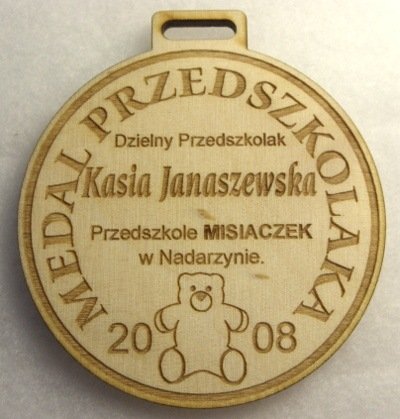 MEDAL PRZEDSZKOLAKA
Dzielny Przedszkolak
Kasia Janaszewska
Przedszkole MISIACZEK
w Nadarzynie.
20 08